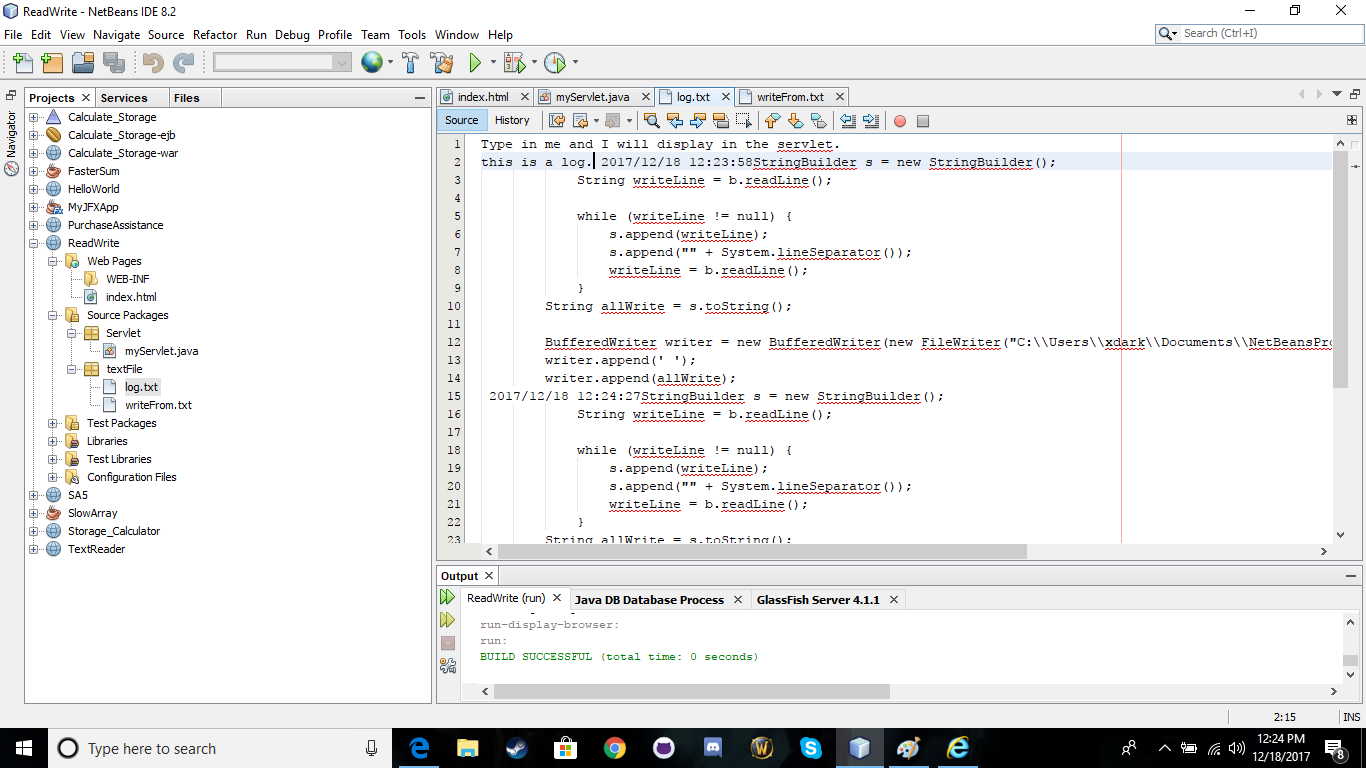 ReadWrite - NetBeans IDE 8.2
File Edit View Navigate Source Refactor Run Debug Profile Team Tools Window Help
Search (Ctrl+I)
Projects Services Files
Navigator
Calculate_Storage
Calculate_Storage-ejb
Calculate_Storage-war
FasterSum
HelloWorld
MyJFXApp
PurchaseAssistance
ReadWrite
Web Pages
WEB-INF
index.html
Source Packages
Servlet
myServlet.java
textFile
log.txt
writeFrom.txt
Test Packages
Libraries
Test Libraries
Configuration Files
SA5
SlowArray
Storage_Calculator
TextReader
index.html myServlet.java log.txt writeFrom.txt
Source History
1 Type in me and I will display in the servlet.
2 this is a log. 2017/12/18 12:23:58StringBuilder s = new StringBuilder();
3 String writeLine = b.readLine();
4
5 while (writeLine != null) {
6 s.append(writeLine);
7 s.append("" + System.lineSeparator());
8 writeLine = b.readLine();
9 }
10 String allWrite = s.toString();
11
12 BufferedWriter writer = new BufferedWriter(new FileWriter("C:\\Users\\xdark\\Documents\\NetBeansPro
13 writer.append(' ');
14 writer.append(allWrite);
15 2017/12/18 12:24:27StringBuilder s = new StringBuilder();
16 String writeLine = b.readLine();
17
18 while (writeLine != null) {
19 s.append(writeLine);
20 s.append("" + System.lineSeparator());
21 writeLine = b.readLine();
22 }
23 String allWrite = s.toString();
Output
ReadWrite (run) Java DB Database Process GlassFish Server 4.1.1
run-display-browser:
run:
BUILD SUCCESSFUL (total time: 0 seconds)
2:15 INS
Type here to search
12:24 PM
12/18/2017
8